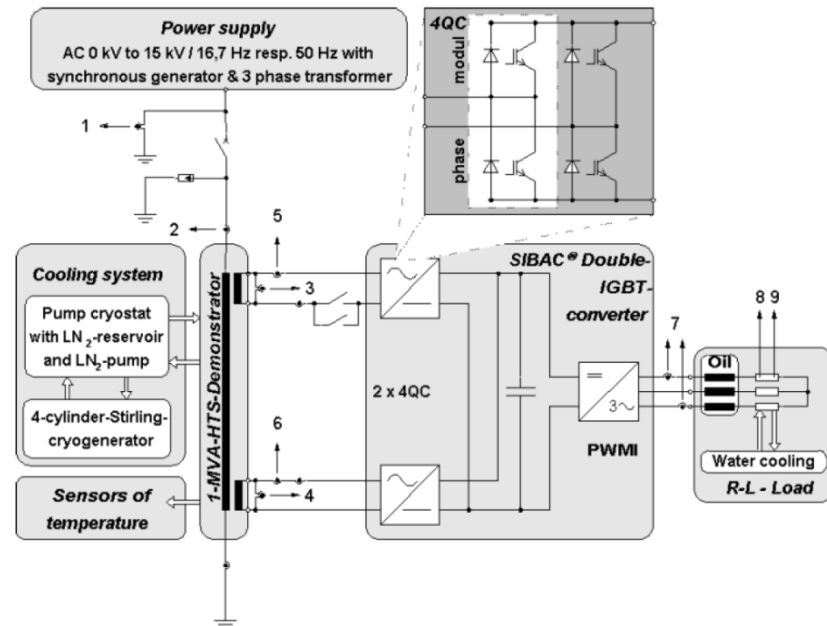 Power supply
AC 0 kV to 15 kV / 16,7 Hz resp. 50 Hz with
synchronous generator & 3 phase transformer
4QC
modul
phase
1
2
5
3
6
4
Cooling system
Pump cryostat
with LN2-reservoir
and LN2-pump
4-cylinder-Stirling-
cryogenerator
Sensors of
temperature
1-MVA-HTS-Demonstrator
SIBAC® Double-
IGBT-
converter
2 x 4QC
3
PWMI
7
8 9
Oil
Water cooling
R-L - Load